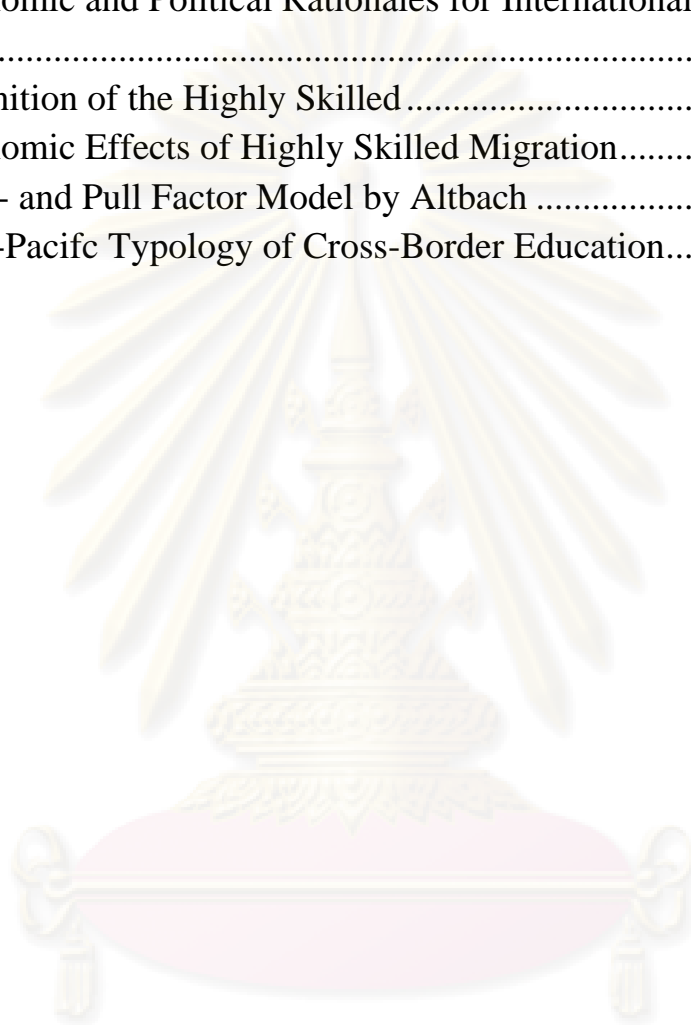 omic and Political Rationales for International
................................................................
nition of the Highly Skilled......................
omic Effects of Highly Skilled Migration........
- and Pull Factor Model by Altbach .................
-Pacifc Typology of Cross-Border Education...